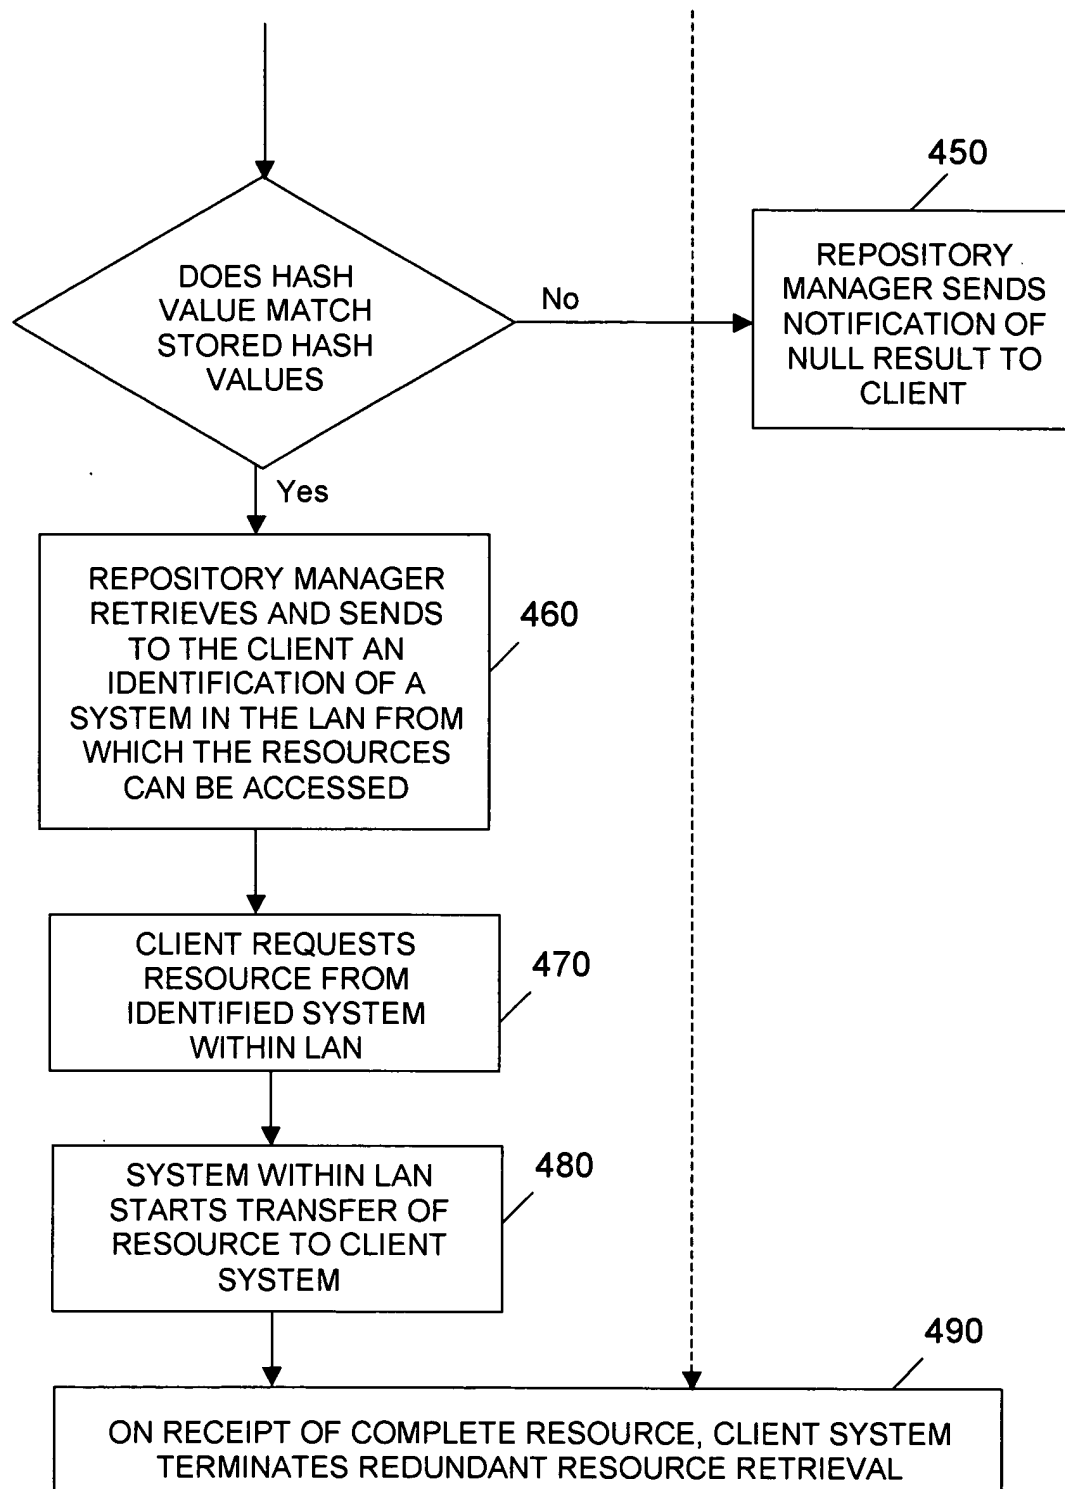 450
DOES HASH
VALUE MATCH
STORED HASH
VALUES
No
REPOSITORY
MANAGER SENDS
NOTIFICATION OF
NULL RESULT TO
CLIENT
Yes
REPOSITORY MANAGER
RETRIEVES AND SENDS
TO THE CLIENT AN
IDENTIFICATION OF A
SYSTEM IN THE LAN FROM
WHICH THE RESOURCES
CAN BE ACCESSED
460
CLIENT REQUESTS
RESOURCE FROM
IDENTIFIED SYSTEM
WITHIN LAN
470
SYSTEM WITHIN LAN
STARTS TRANSFER OF
RESOURCE TO CLIENT
SYSTEM
480
490
ON RECEIPT OF COMPLETE RESOURCE, CLIENT SYSTEM
TERMINATES REDUNDANT RESOURCE RETRIEVAL